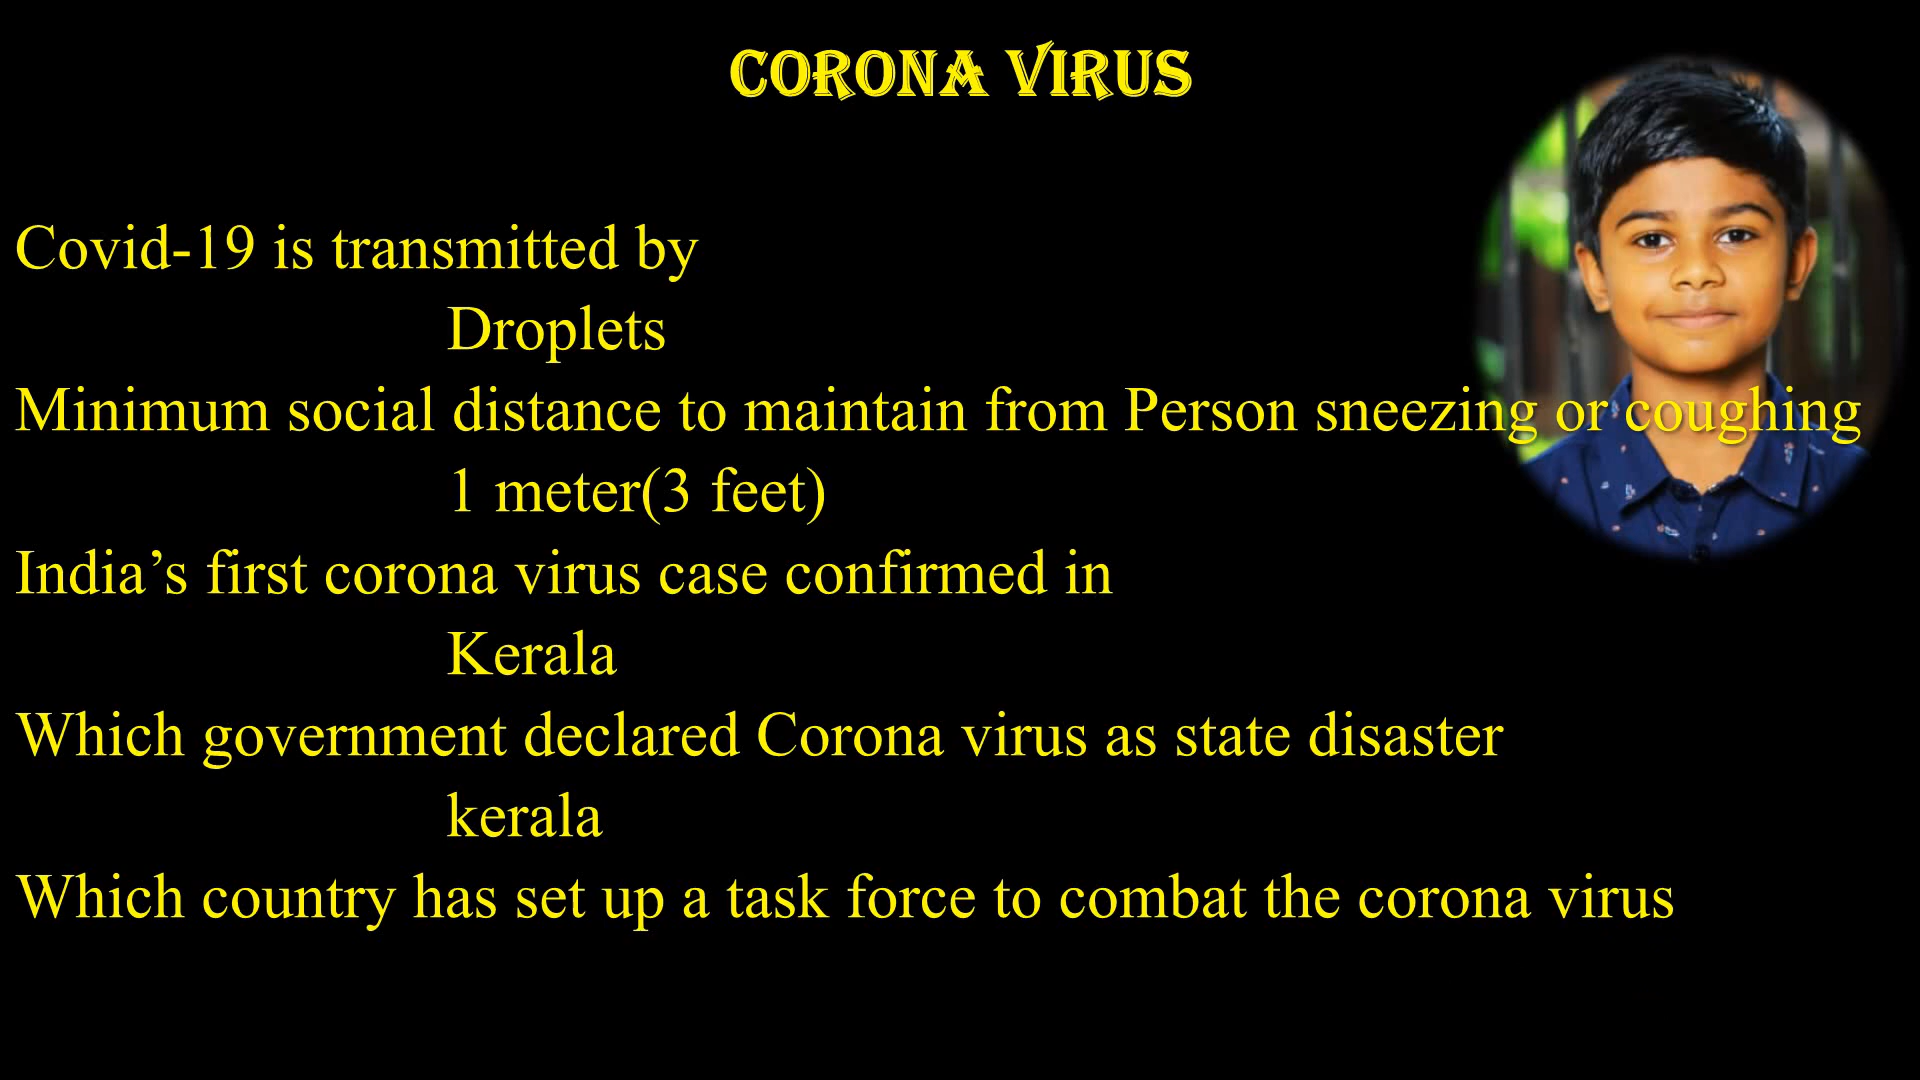 CORONA VIRUS
Covid-19 is transmitted by
Droplets
Minimum social distance to maintain from Person sneezing or coughing
1 meter(3 feet)
India’s first corona virus case confirmed in
Kerala
Which government declared Corona virus as state disaster
kerala
Which country has set up a task force to combat the corona virus